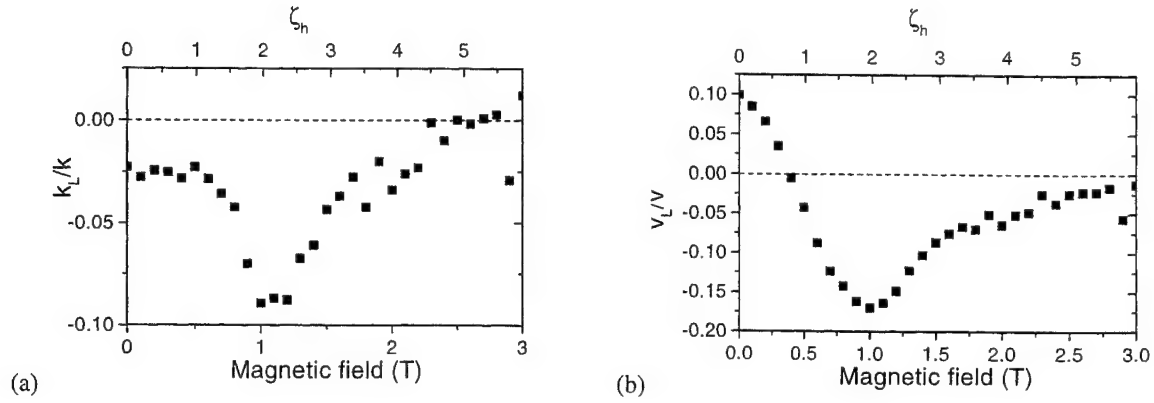 ζh
0 1 2 3 4 5
0.00
-0.05
-0.10
kL/k
0 1 2 3
Magnetic field (T)
(a)
ζh
0 1 2 3 4 5
0.10
0.05
0.00
-0.05
-0.10
-0.15
-0.20
vL/v
0.0 0.5 1.0 1.5 2.0 2.5 3.0
Magnetic field (T)
(b)